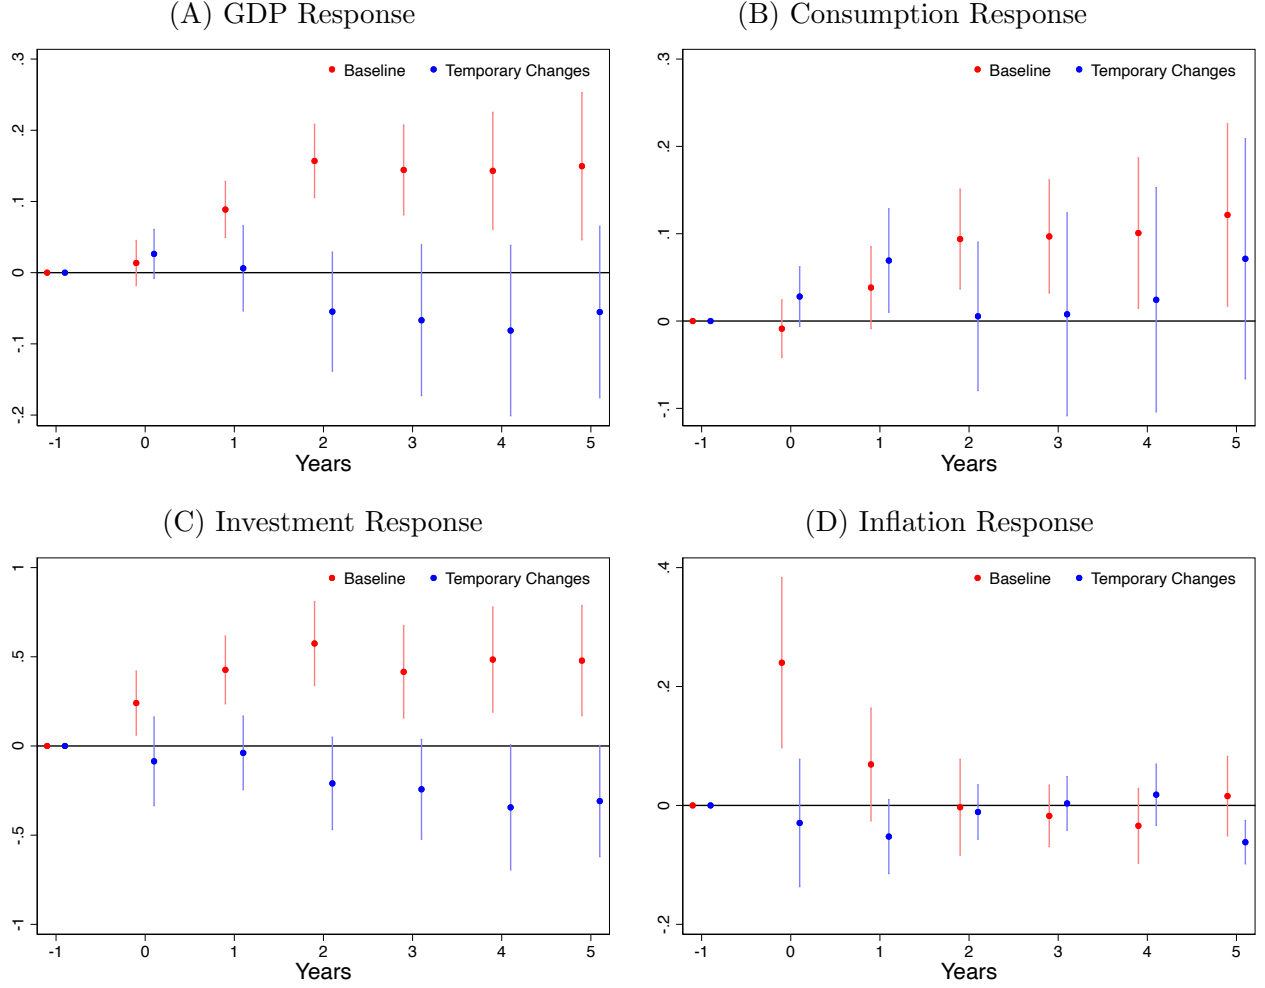 (A) GDP Response
Baseline Temporary Changes
.3
.2
.1
0
-.1
-.2
-1 0 1 2 3 4 5
Years
(B) Consumption Response
Baseline Temporary Changes
.3
.2
.1
0
-.1
-1 0 1 2 3 4 5
Years
(C) Investment Response
Baseline Temporary Changes
1
.5
0
-.5
-1
-1 0 1 2 3 4 5
Years
(D) Inflation Response
Baseline Temporary Changes
.4
.2
0
-.2
-1 0 1 2 3 4 5
Years